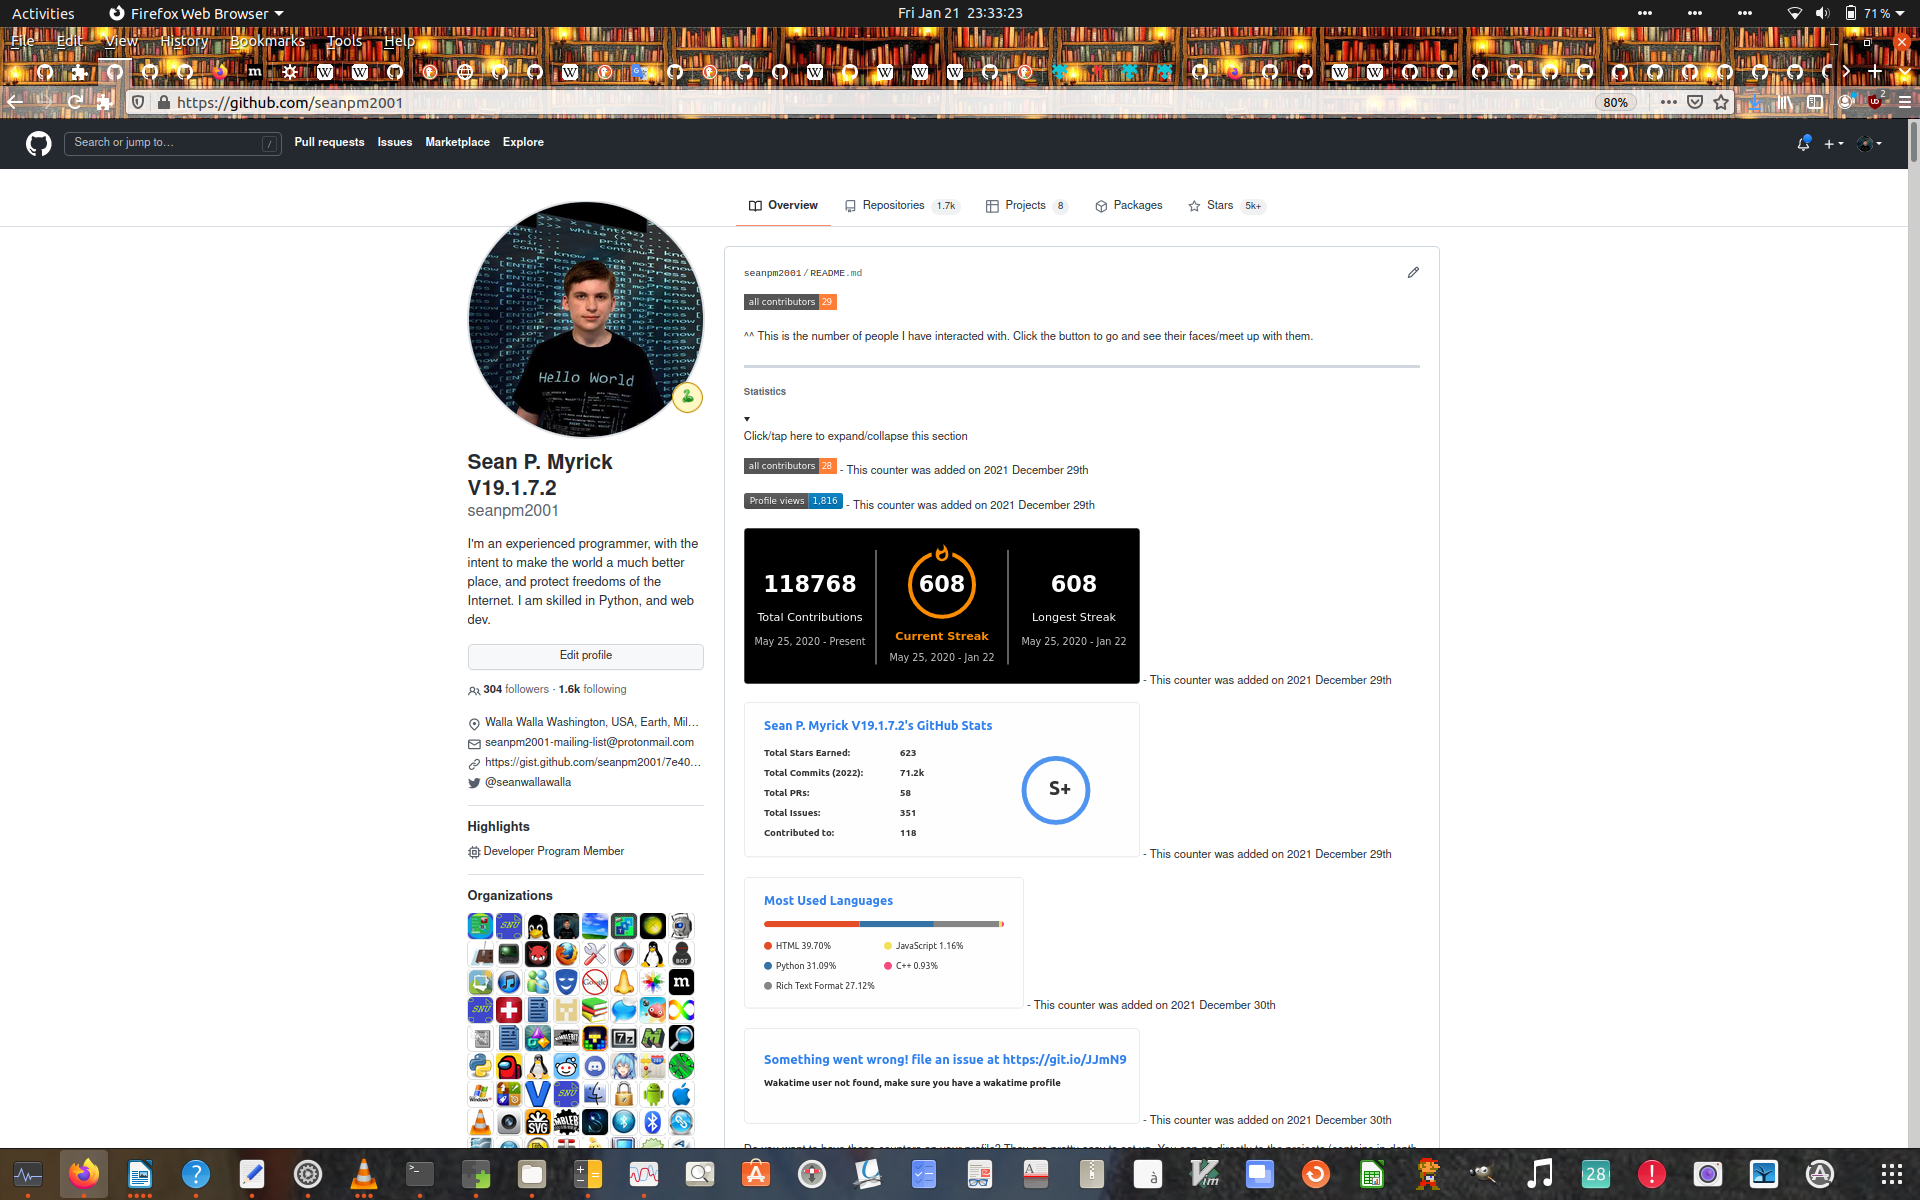 Activities
Firefox Web Browser
Fri Jan 21 23:33:23
71 %
File Edit View History Bookmarks Tools Help
https://github.com/seanpm2001
80%
2
Search or jump to…
/
Pull requests Issues Marketplace Explore
Overview
Repositories 1.7k
Projects 8
Packages
Stars 5k+
Hello World
Sean P. Myrick
V19.1.7.2
seanpm2001
I'm an experienced programmer, with the
intent to make the world a much better
place, and protect freedoms of the
Internet. I am skilled in Python, and web
dev.
Edit profile
304 followers · 1.6k following
Walla Walla Washington, USA, Earth, Mil…
seanpm2001-mailing-list@protonmail.com
https://gist.github.com/seanpm2001/7e40…
@seanwallawalla
Highlights
Developer Program Member
Organizations
seanpm2001/README.md
all contributors 29
^^ This is the number of people I have interacted with. Click the button to go and see their faces/meet up with them.
Statistics
Click/tap here to expand/collapse this section
all contributors 28 - This counter was added on 2021 December 29th
Profile views 1,816 - This counter was added on 2021 December 29th
118768
Total Contributions
May 25, 2020 - Present
608
Current Streak
May 25, 2020 - Jan 22
608
Longest Streak
May 25, 2020 - Jan 22
- This counter was added on 2021 December 29th
Sean P. Myrick V19.1.7.2's GitHub Stats
Total Stars Earned: 623
Total Commits (2022): 71.2k
Total PRs: 58
Total Issues: 351
Contributed to: 118
S+
- This counter was added on 2021 December 29th
Most Used Languages
HTML 39.70%
JavaScript 1.16%
Python 31.09%
C++ 0.93%
Rich Text Format 27.12%
- This counter was added on 2021 December 30th
Something went wrong! file an issue at https://git.io/JJmN9
Wakatime user not found, make sure you have a wakatime profile
- This counter was added on 2021 December 30th
28